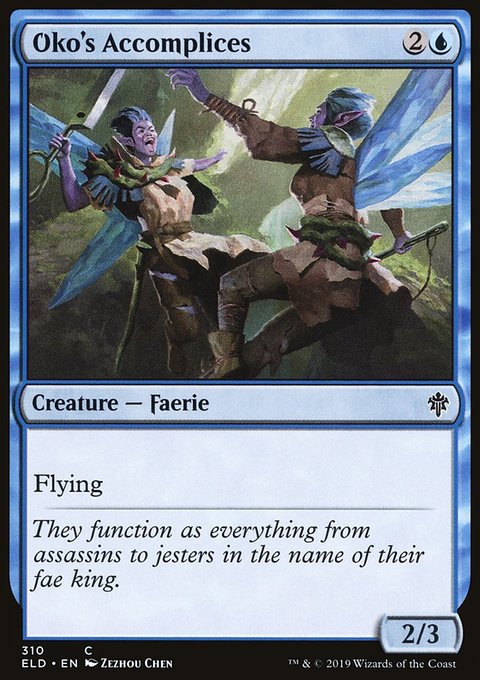 Oko's Accomplices
2
Creature — Faerie
Flying
They function as everything from
assassins to jesters in the name of their
fae king.
2/3
310 C
ELD • EN Zezhou Chen
™ & © 2019 Wizards of the Coast